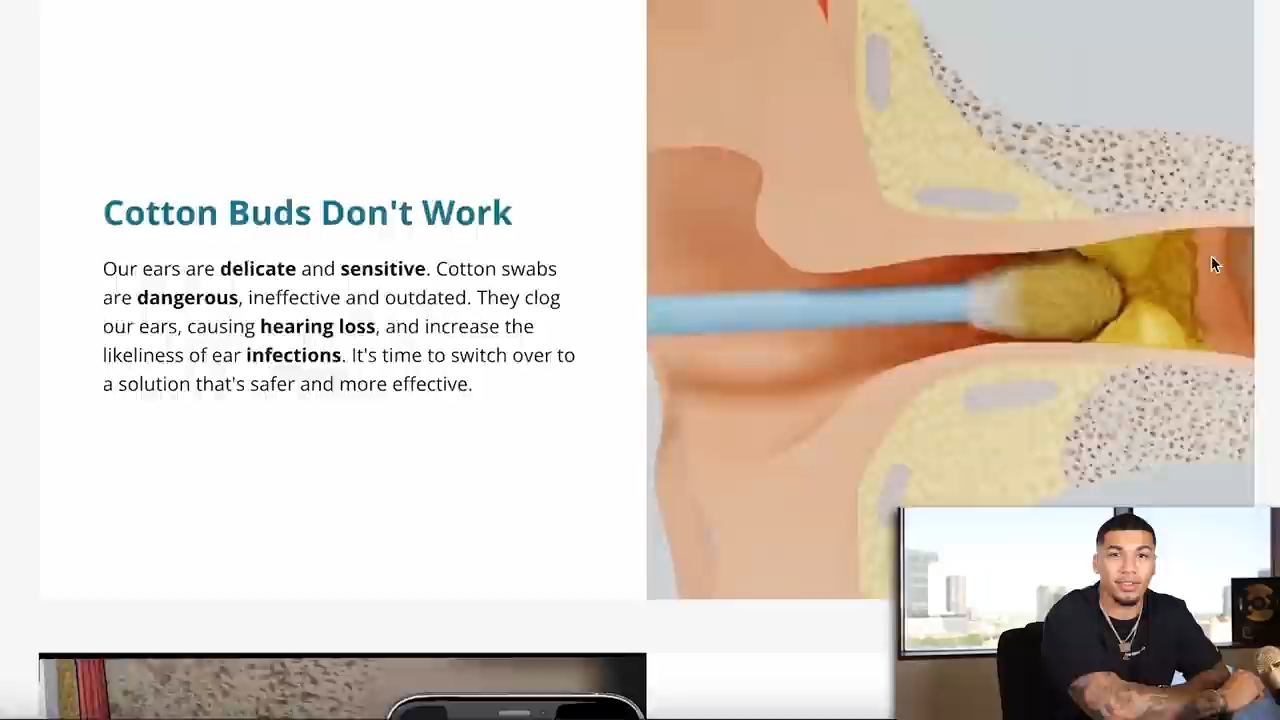 Cotton Buds Don't Work
Our ears are delicate and sensitive. Cotton swabs
are dangerous, ineffective and outdated. They clog
our ears, causing hearing loss, and increase the
likeliness of ear infections. It's time to switch over to
a solution that's safer and more effective.